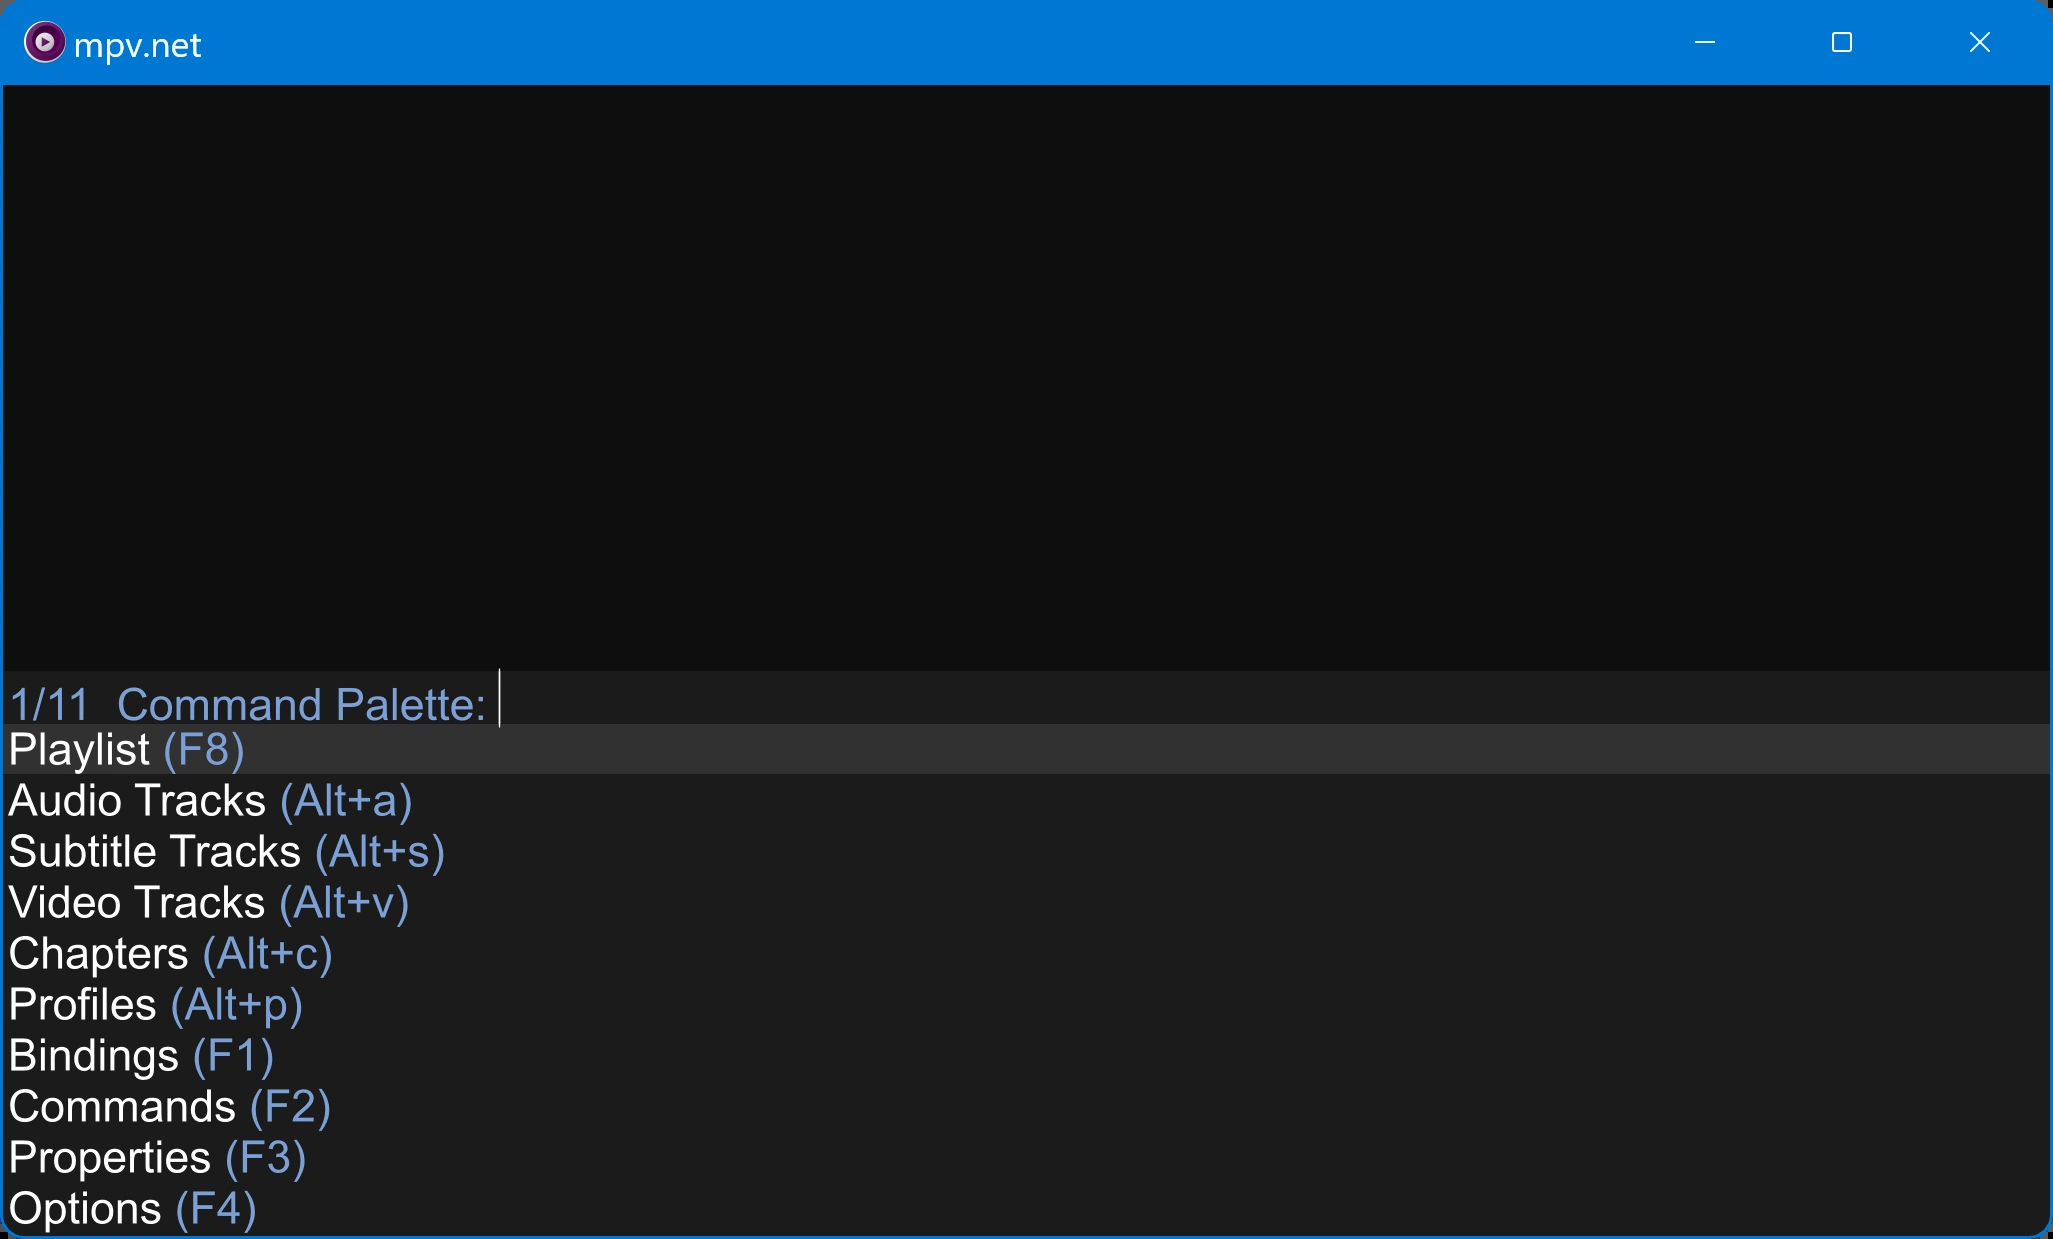 mpv.net
1/11 Command Palette:
Playlist (F8)
Audio Tracks (Alt+a)
Subtitle Tracks (Alt+s)
Video Tracks (Alt+v)
Chapters (Alt+c)
Profiles (Alt+p)
Bindings (F1)
Commands (F2)
Properties (F3)
Options (F4)